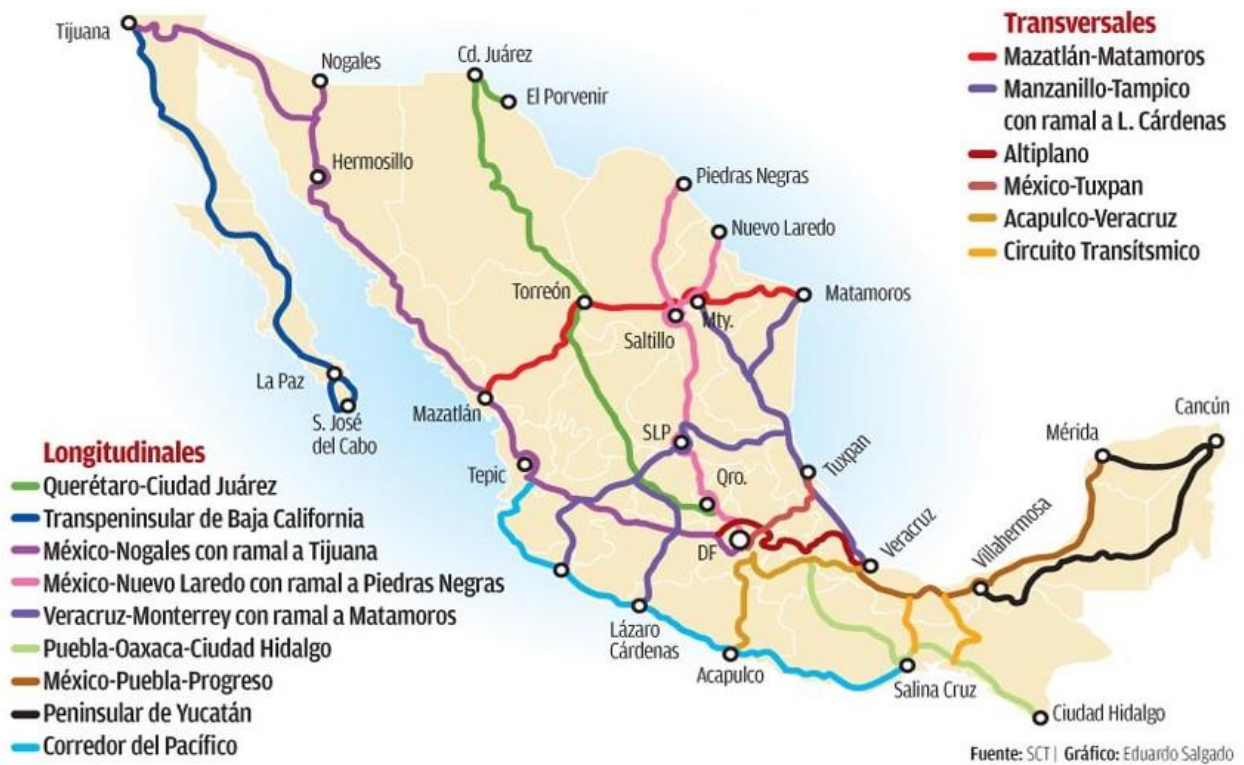 Tijuana
Nogales
Cd. Juárez
El Porvenir
Hermosillo
Piedras Negras
Nuevo Laredo
Torreón
Matamoros
Mty.
Saltillo
La Paz
S. José
del Cabo
Mazatlán
SLP
Tepic
Qro.
Tuxpan
DF
Veracruz
Villahermosa
Mérida
Cancún
Lázaro
Cárdenas
Acapulco
Salina Cruz
Ciudad Hidalgo
Transversales
Mazatlán-Matamoros
Manzanillo-Tampico
con ramal a L. Cárdenas
Altiplano
México-Tuxpan
Acapulco-Veracruz
Circuito Transítsmico
Longitudinales
Querétaro-Ciudad Juárez
Transpeninsular de Baja California
México-Nogales con ramal a Tijuana
México-Nuevo Laredo con ramal a Piedras Negras
Veracruz-Monterrey con ramal a Matamoros
Puebla-Oaxaca-Ciudad Hidalgo
México-Puebla-Progreso
Peninsular de Yucatán
Corredor del Pacífico
Fuente: SCT | Gráfico: Eduardo Salgado